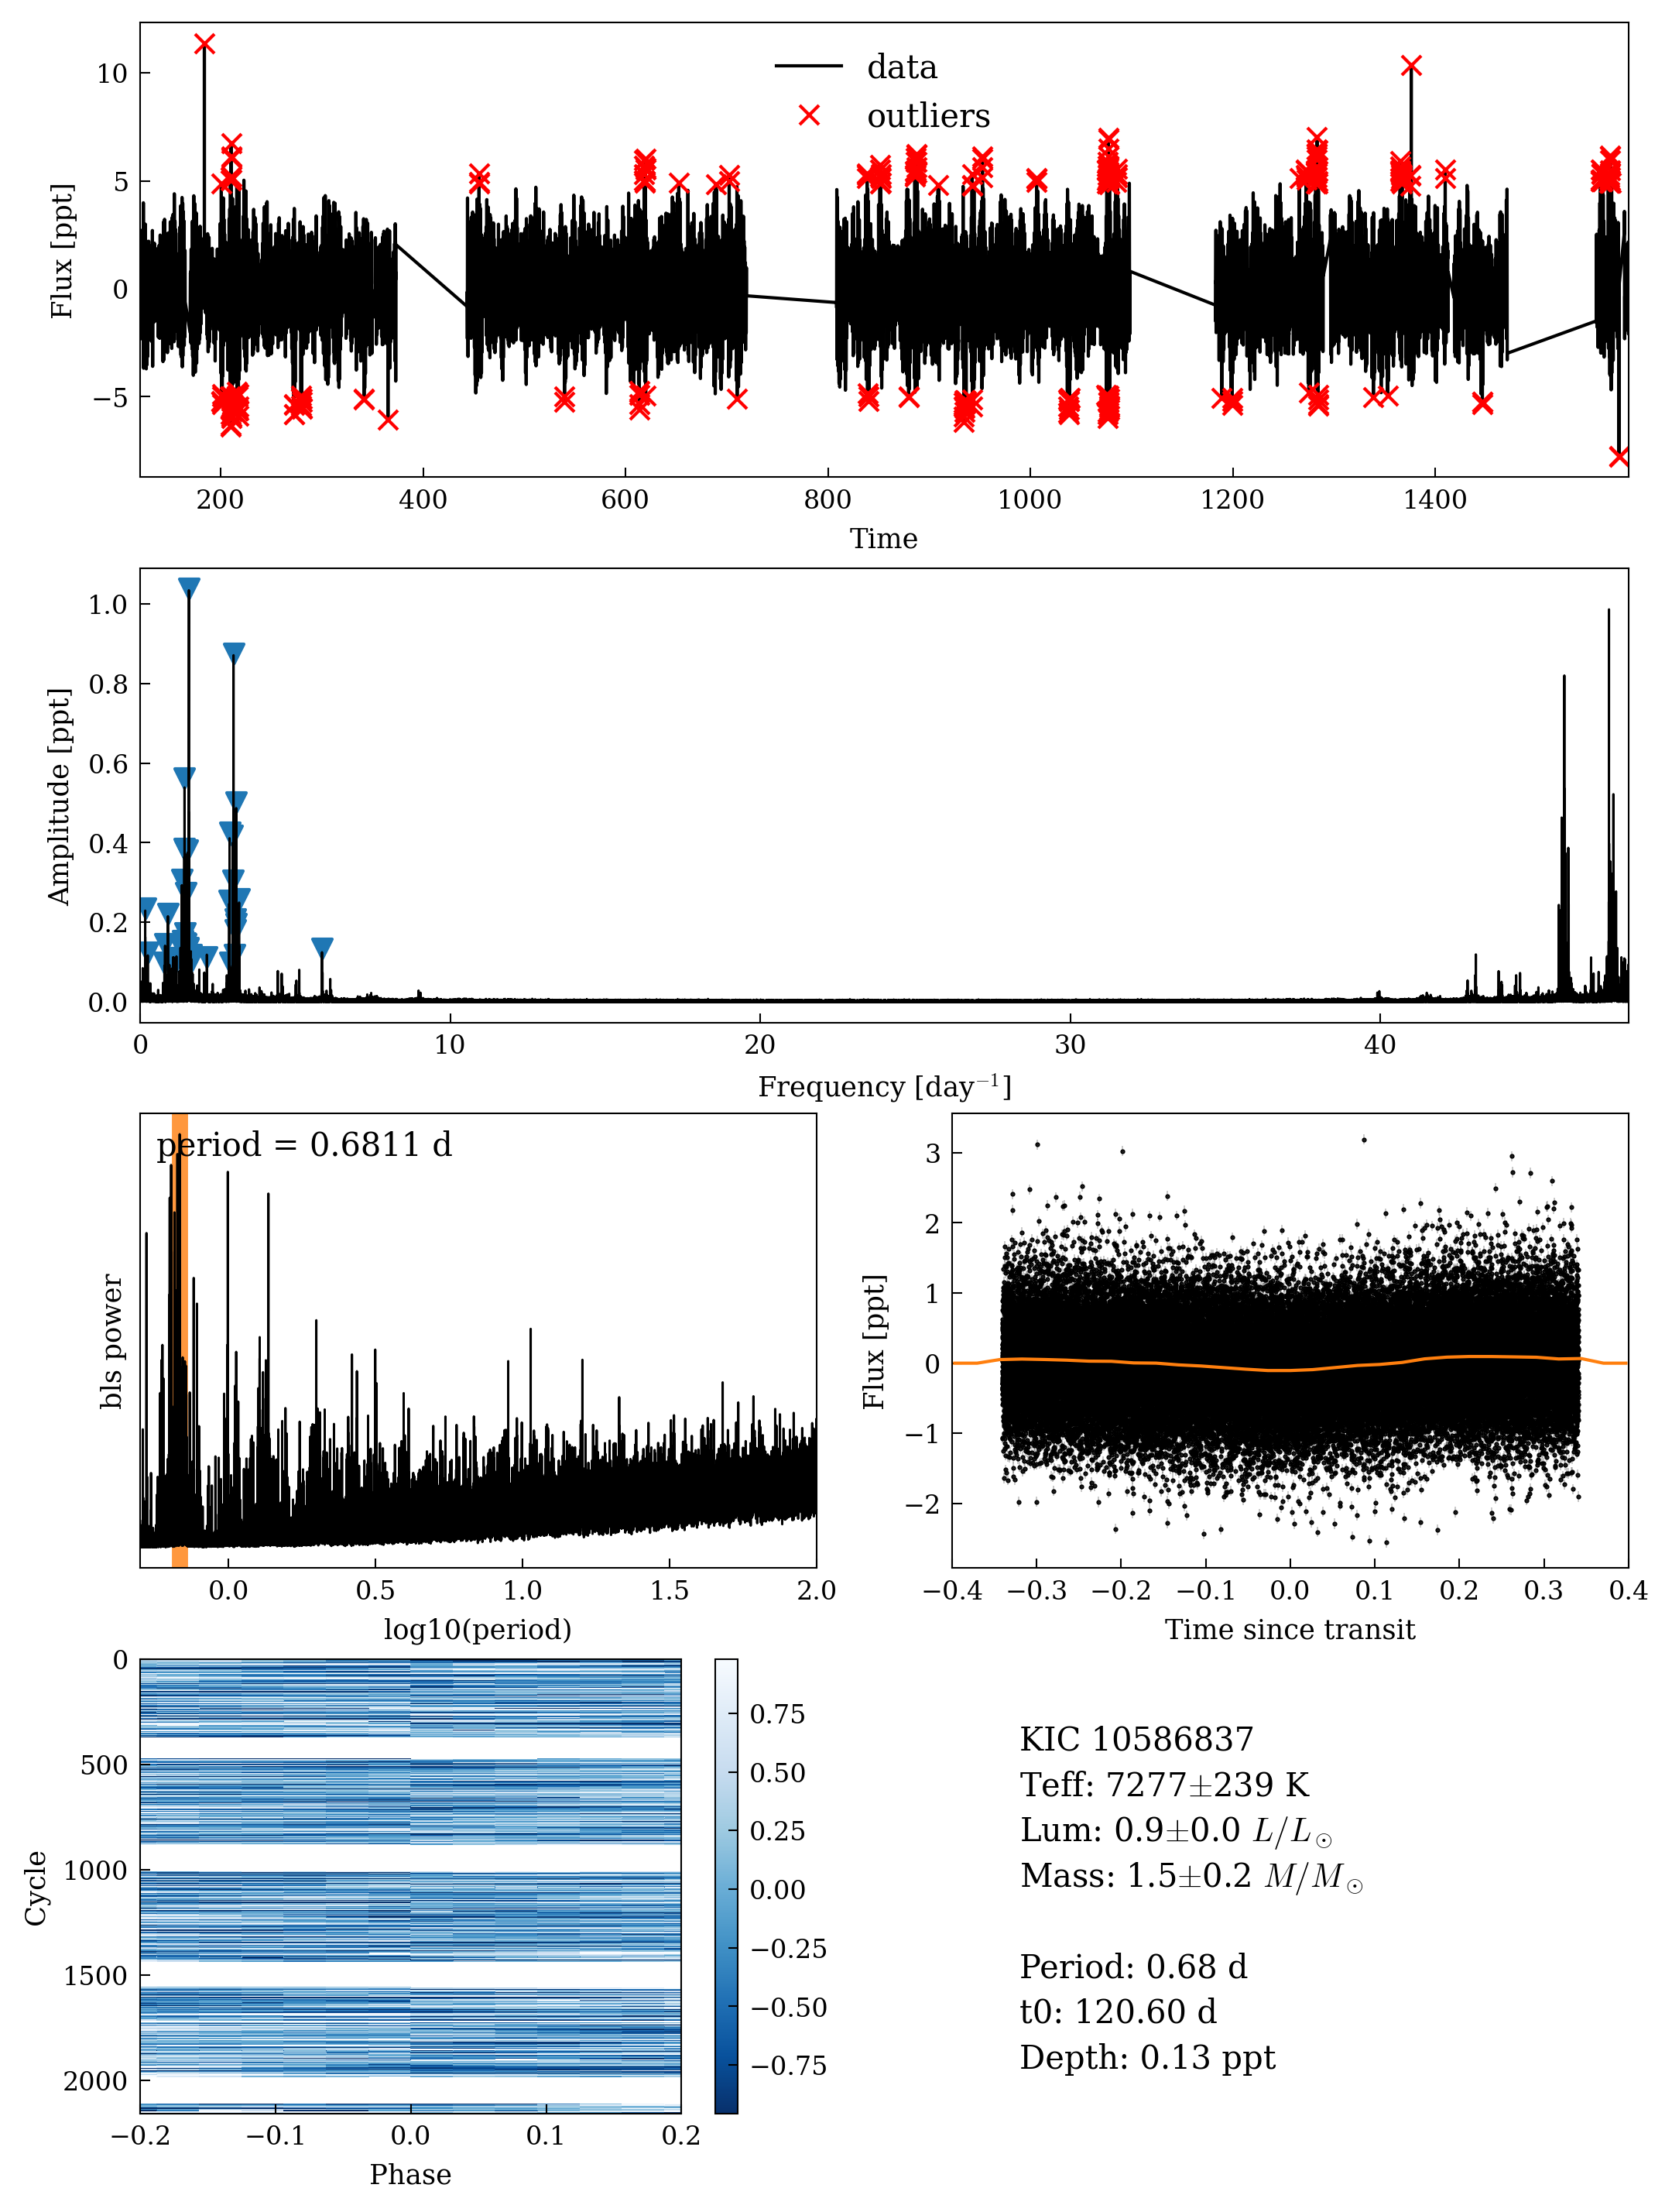 10
5
0
−5
Flux [ppt]
data
outliers
200
400
600
800
1000
1200
1400
Time
1.0
0.8
0.6
0.4
0.2
0.0
Amplitude [ppt]
0
10
20
30
40
Frequency [day⁻¹]
period = 0.6811 d
bls power
0.0
0.5
1.0
1.5
2.0
log10(period)
3
2
1
0
−1
−2
Flux [ppt]
−0.4
−0.3
−0.2
−0.1
0.0
0.1
0.2
0.3
0.4
Time since transit
0
500
1000
1500
2000
Cycle
−0.2
−0.1
0.0
0.1
0.2
Phase
0.75
0.50
0.25
0.00
−0.25
−0.50
−0.75
KIC 10586837
Teff: 7277±239 K
Lum: 0.9±0.0 L/L☉
Mass: 1.5±0.2 M/M☉
Period: 0.68 d
t0: 120.60 d
Depth: 0.13 ppt